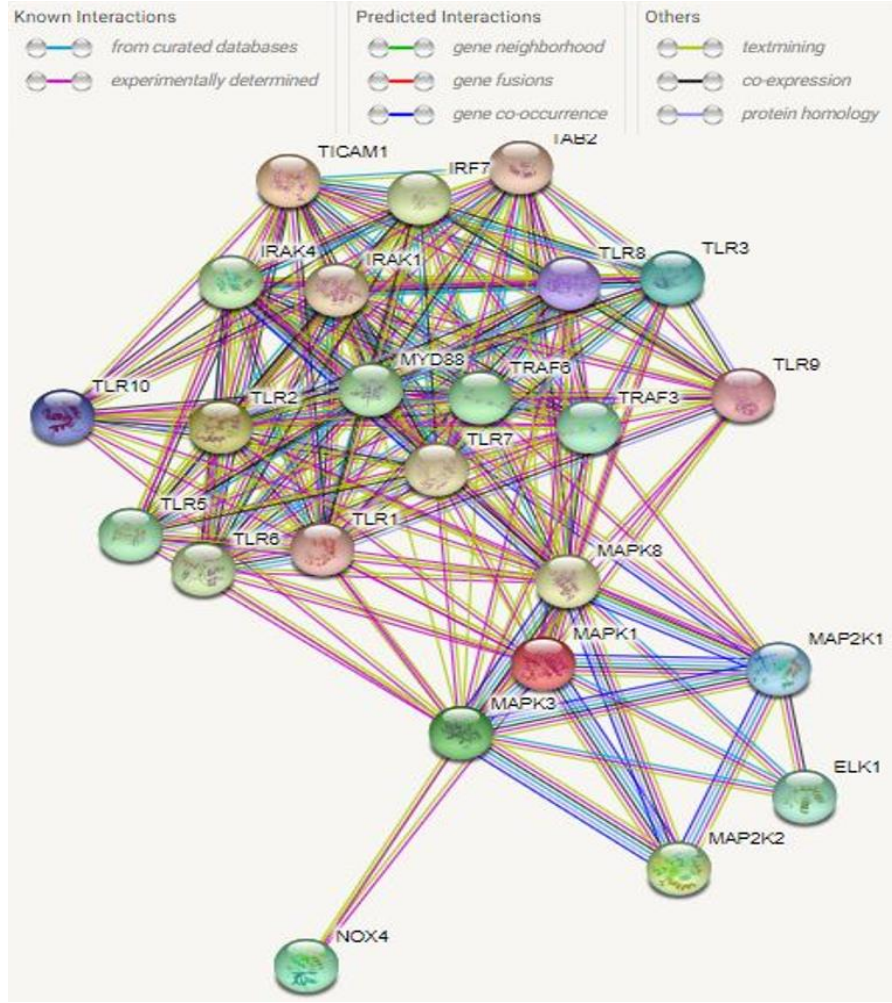 Known Interactions
from curated databases
experimentally determined
Predicted Interactions
gene neighborhood
gene fusions
gene co-occurrence
Others
textmining
co-expression
protein homology
TICAM1
IRF7
TAB2
IRAK4
IRAK1
TLR8
TLR3
MYD88
TRAF6
TLR9
TLR10
TLR2
TRAF3
TLR7
TLR5
TLR6
TLR1
MAPK8
MAPK1
MAP2K1
MAPK3
ELK1
MAP2K2
NOX4